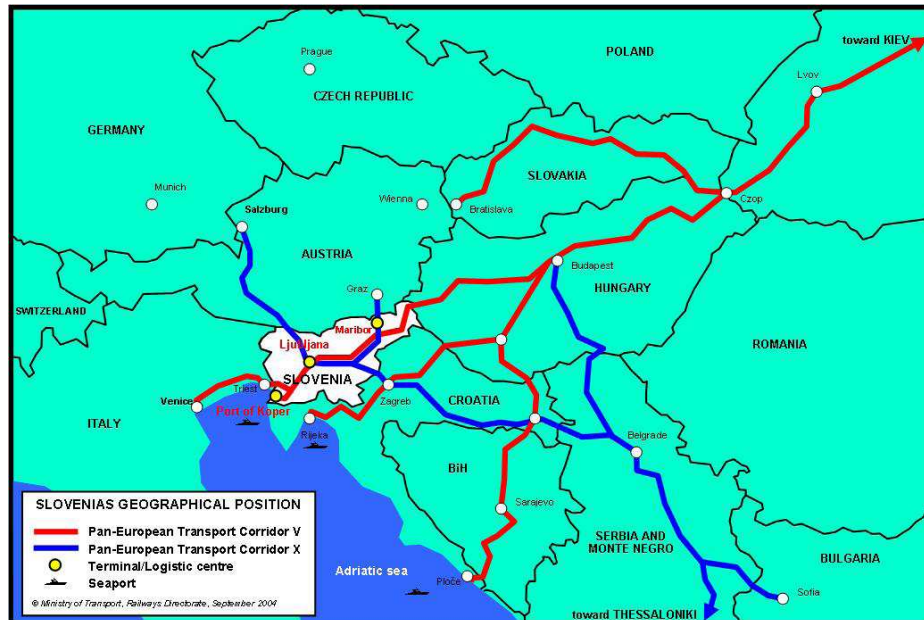 POLAND
toward KIEV
Prague
Lvov
CZECH REPUBLIC
GERMANY
SLOVAKIA
Munich
Wienna
Bratislava
Czop
Salzburg
AUSTRIA
Budapest
Graz
HUNGARY
SWITZERLAND
Maribor
Ljubljana
ROMANIA
SLOVENIA
Triest
Zagreb
Venice
CROATIA
Port of Koper
ITALY
Rijeka
Belgrade
BiH
Sarajevo
SERBIA AND
MONTE NEGRO
BULGARIA
Adriatic sea
Ploče
Sofia
toward THESSALONIKI
SLOVENIAS GEOGRAPHICAL POSITION
Pan-European Transport Corridor V
Pan-European Transport Corridor X
Terminal/Logistic centre
Seaport
© Ministry of Transport, Railways Directorate, September 2004